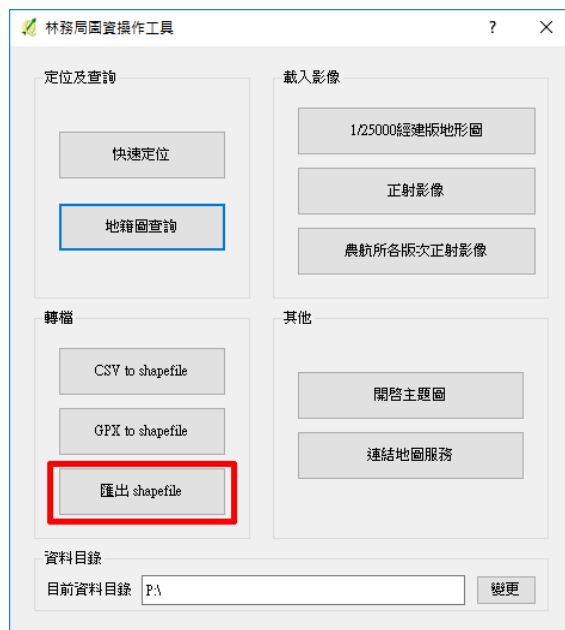 林務局圖資操作工具
定位及查詢
快速定位
地籍圖查詢
載入影像
1/25000經建版地形圖
正射影像
農航所各版次正射影像
轉檔
CSV to shapefile
GPX to shapefile
匯出 shapefile
其他
開啓主題圖
連結地圖服務
資料目錄
目前資料目錄 P:\ 變更